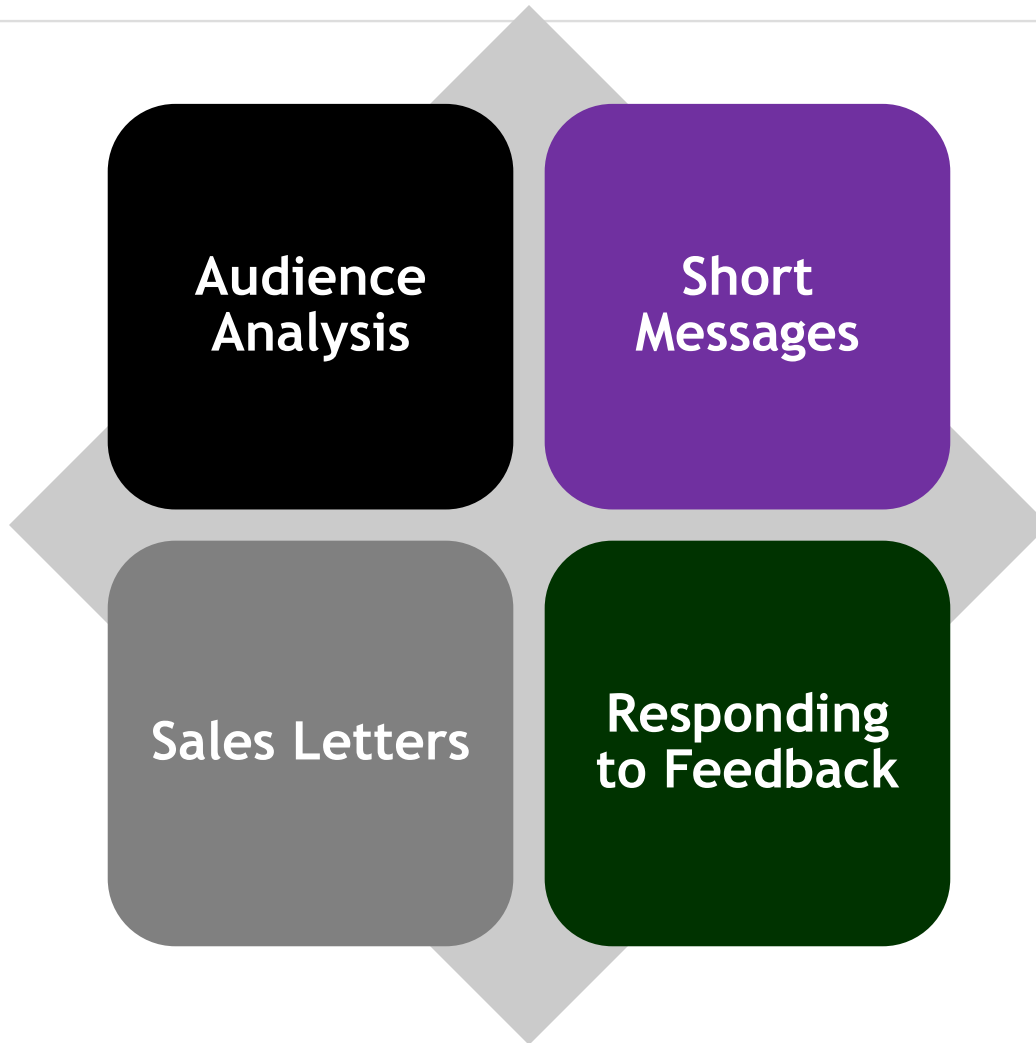 Audience
Analysis
Short
Messages
Sales Letters
Responding
to Feedback